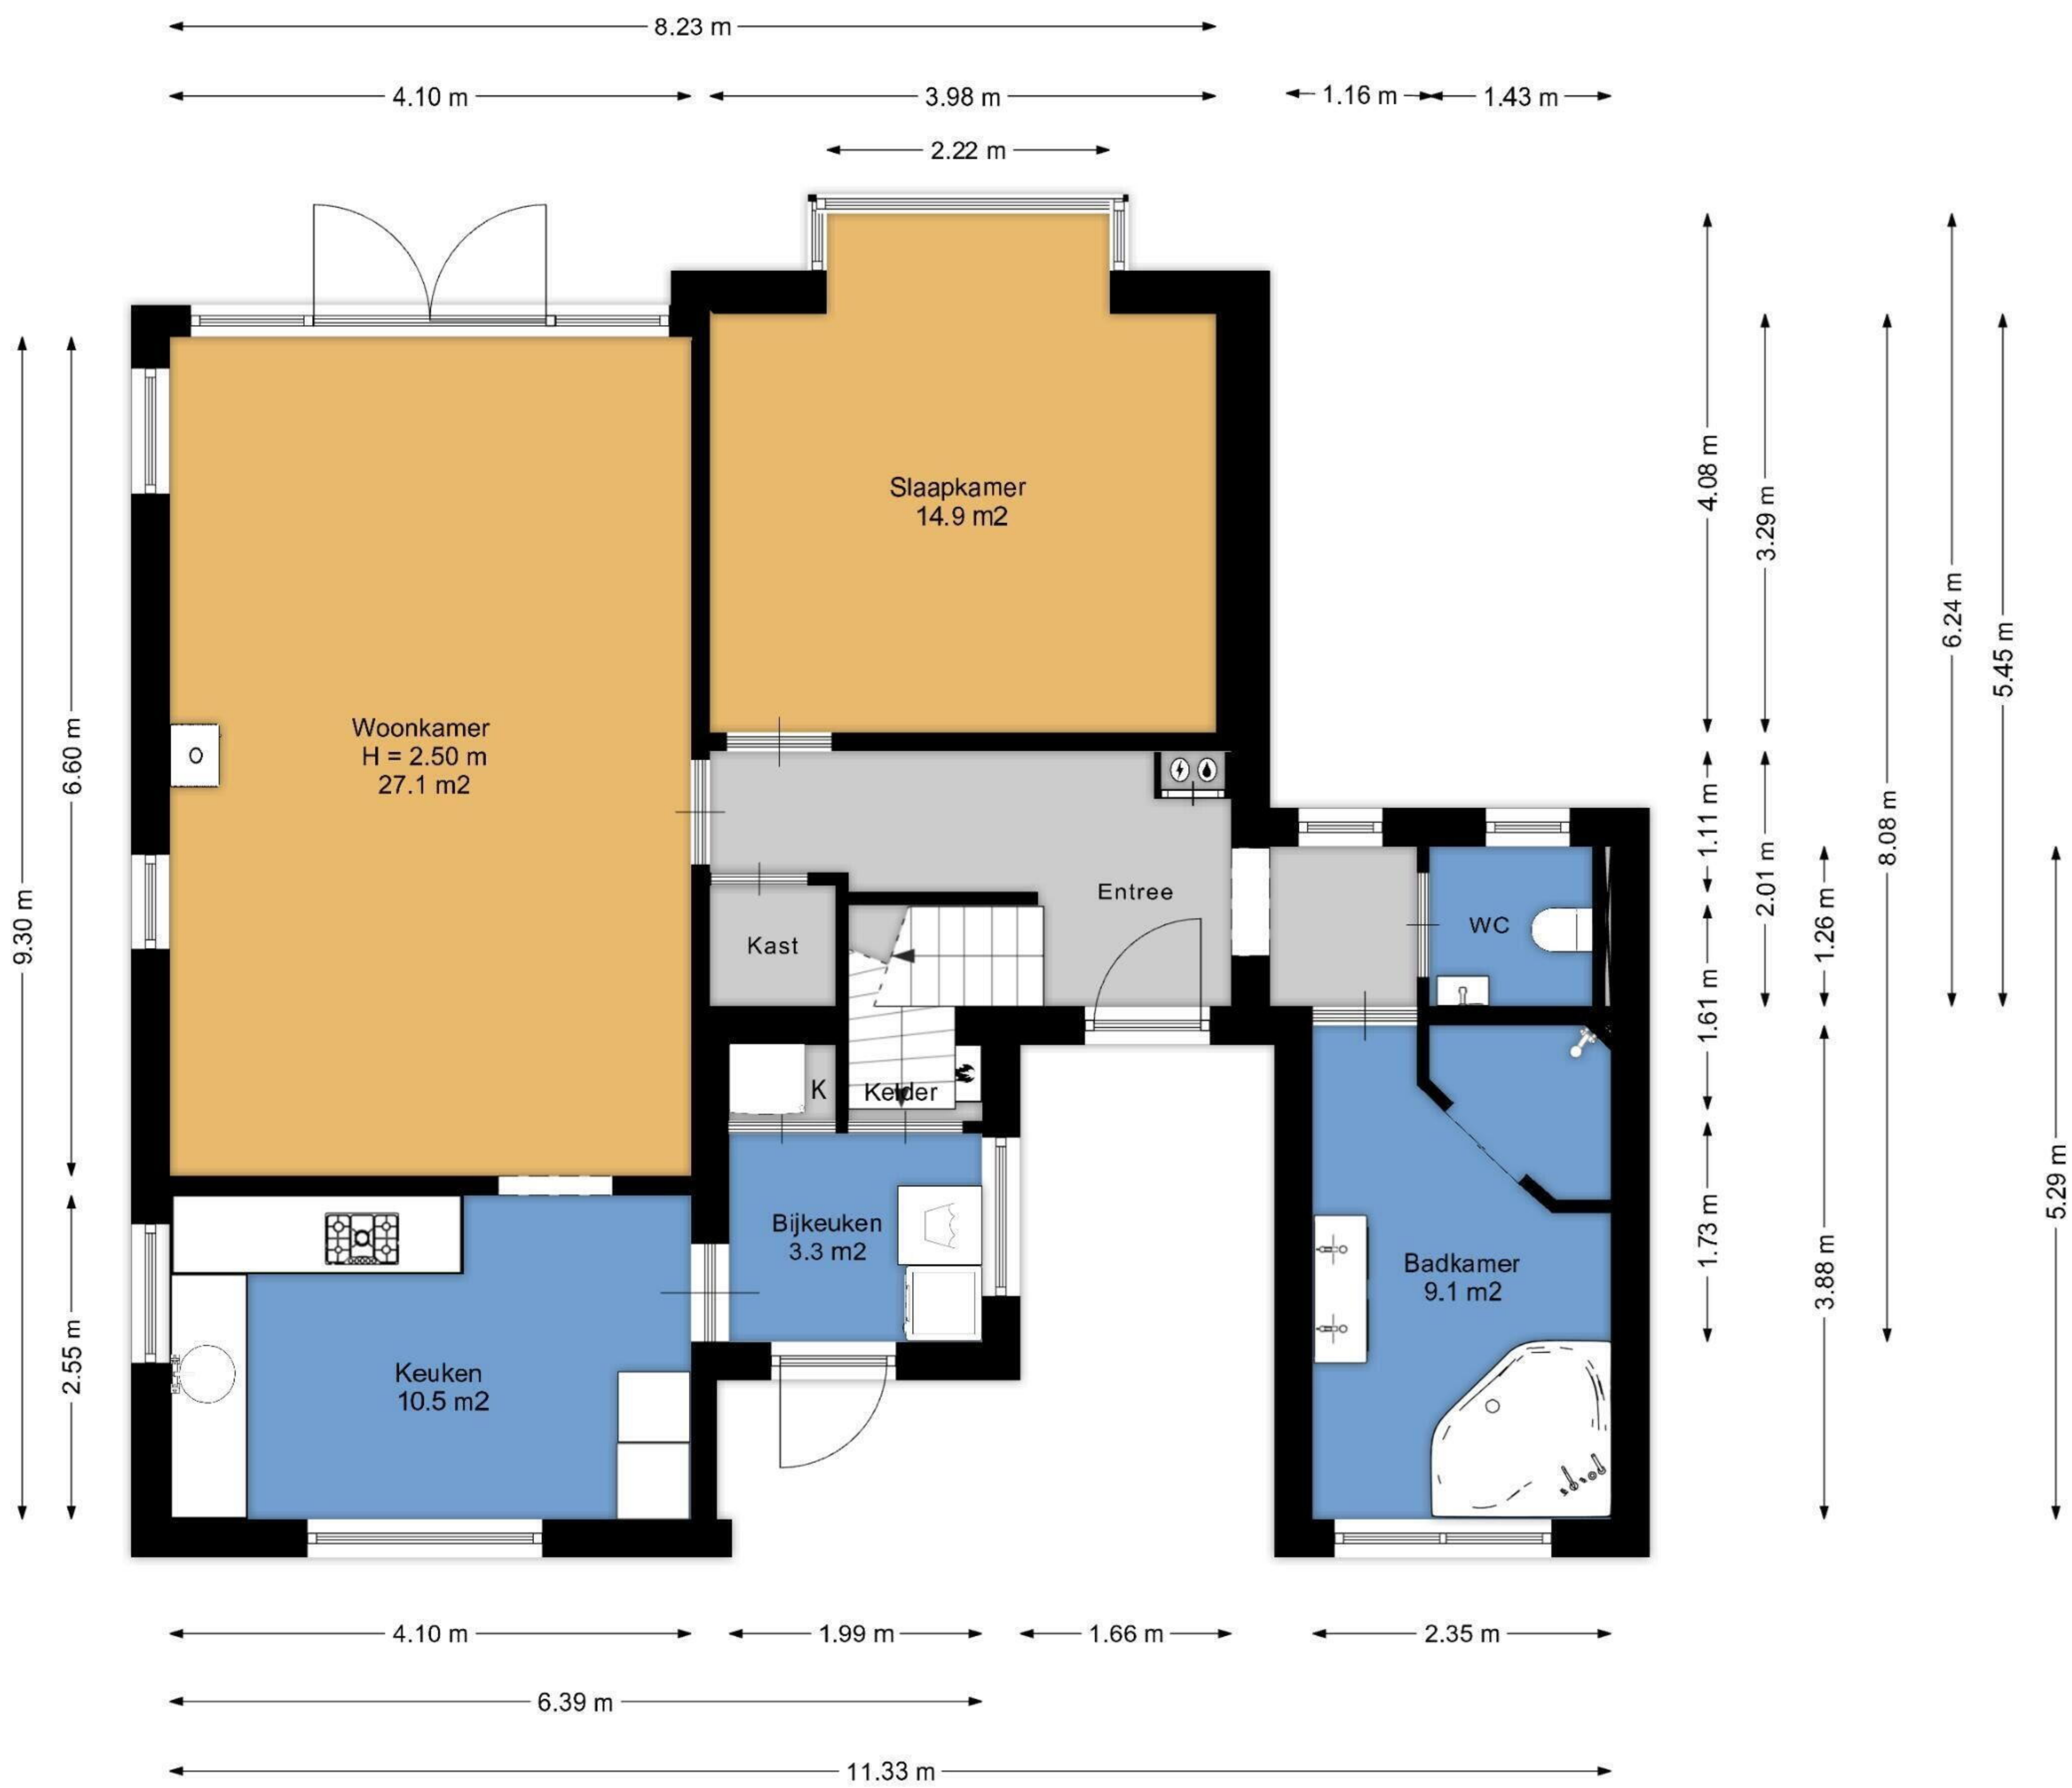 8.23 m
4.10 m
3.98 m
1.16 m
1.43 m
2.22 m
Slaapkamer
14.9 m2
Woonkamer
H = 2.50 m
27.1 m2
Entree
Kast
WC
K
Kelder
Bijkeuken
3.3 m2
Badkamer
9.1 m2
Keuken
10.5 m2
9.30 m
6.60 m
2.55 m
4.08 m
3.29 m
6.24 m
5.45 m
1.11 m
2.01 m
8.08 m
1.26 m
1.61 m
1.73 m
3.88 m
5.29 m
4.10 m
1.99 m
1.66 m
2.35 m
6.39 m
11.33 m